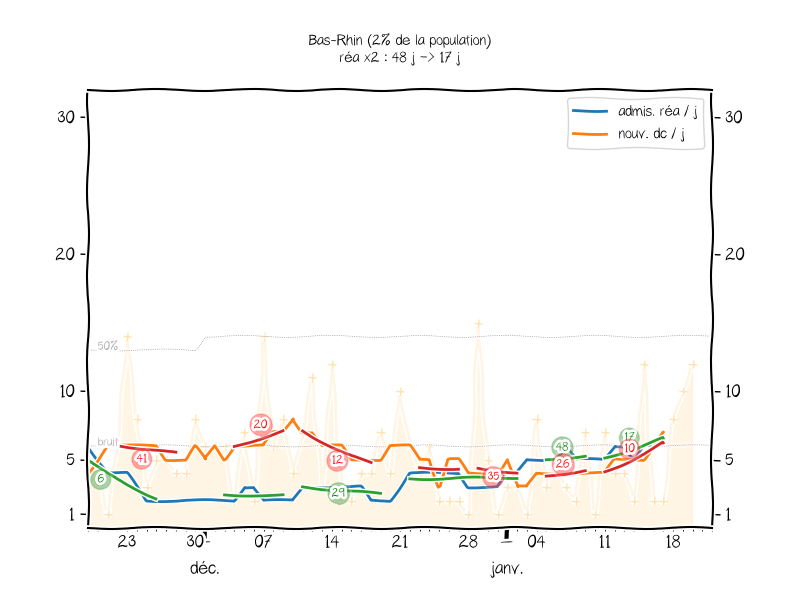 Bas-Rhin (2% de la population)
réa x2 : 48 j -> 17 j
admis. réa / j
nouv. dc / j
30 30
20 20
50%
10 10
bruit
5 5
1 1
6 41 20 12 29 35 48 26 17 10
23 30 07 14 21 28 04 11 18
déc. janv.